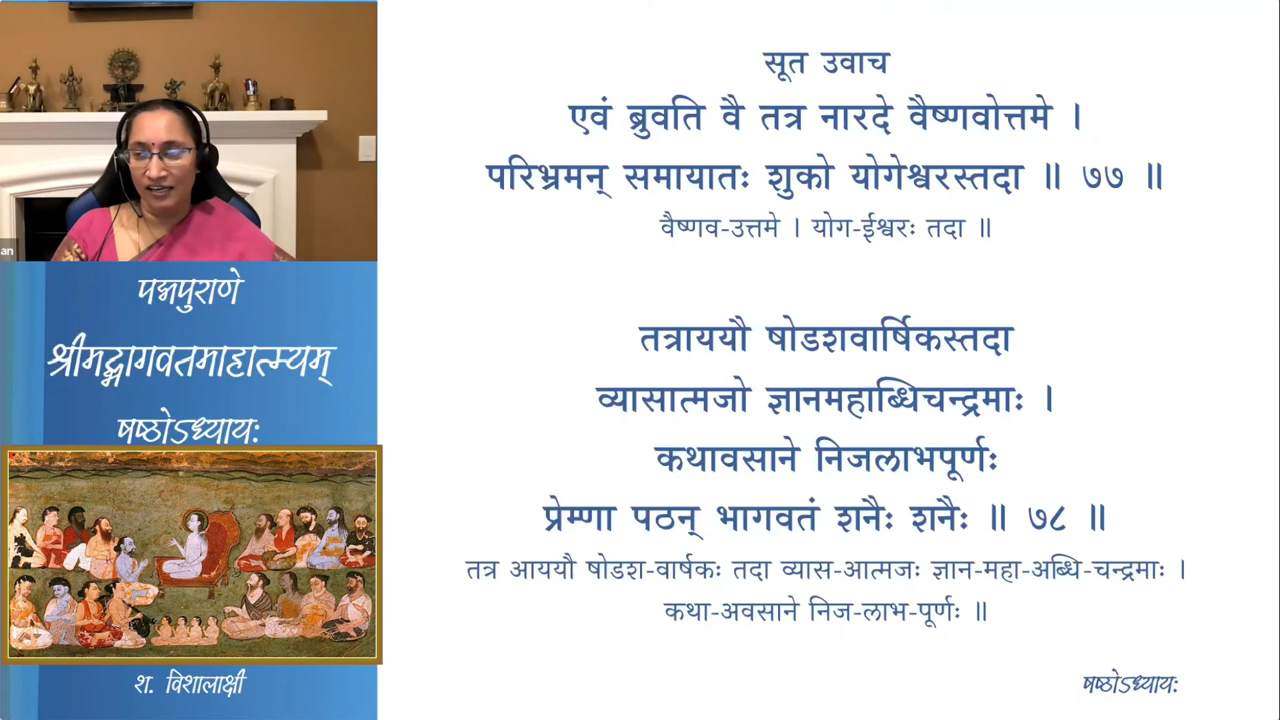 सूत उवाच
एवं ब्रुवति वै तत्र नारदे वैष्णवोत्तमे ।
परिभ्रमन् समायातः शुको योगेश्वरस्तदा ॥ ७७ ॥
वैष्णव-उत्तमे । योग-ईश्वरः तदा ॥
तत्राययौ षोडशवार्षिकस्तदा
व्यासात्मजो ज्ञानमहाब्धिचन्द्रमाः ।
कथावसाने निजलाभपूर्णः
प्रेम्णा पठन् भागवतं शनैः शनैः ॥ ७८ ॥
तत्र आययौ षोडश-वार्षकः तदा व्यास-आत्मजः ज्ञान-महा-अब्धि-चन्द्रमाः ।
कथा-अवसाने निज-लाभ-पूर्णः ॥
षष्ठोऽध्यायः
an
पद्मपुराणे
श्रीमद्भागवतमाहात्म्यम्
षष्ठोऽध्यायः
श. विशालाक्षी